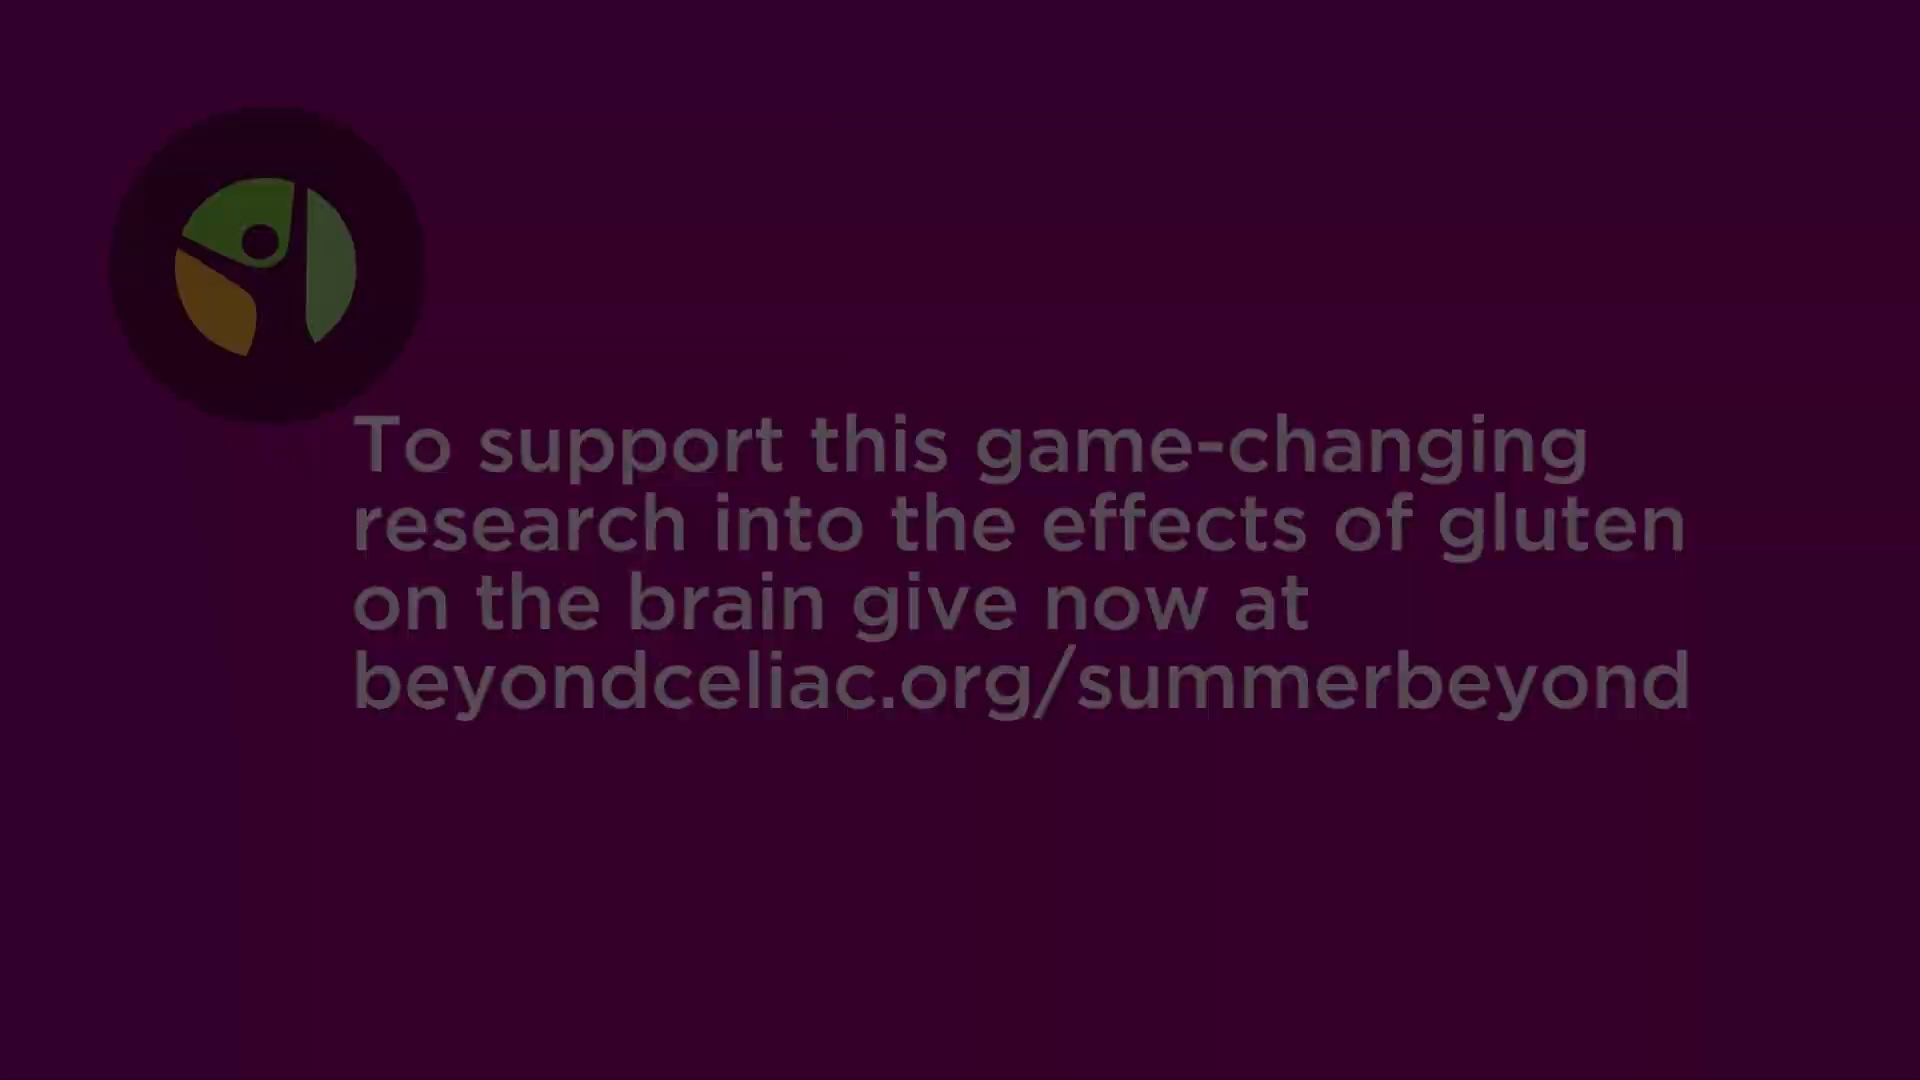 To support this game-changing
research into the effects of gluten
on the brain give now at
beyondceliac.org/summerbeyond